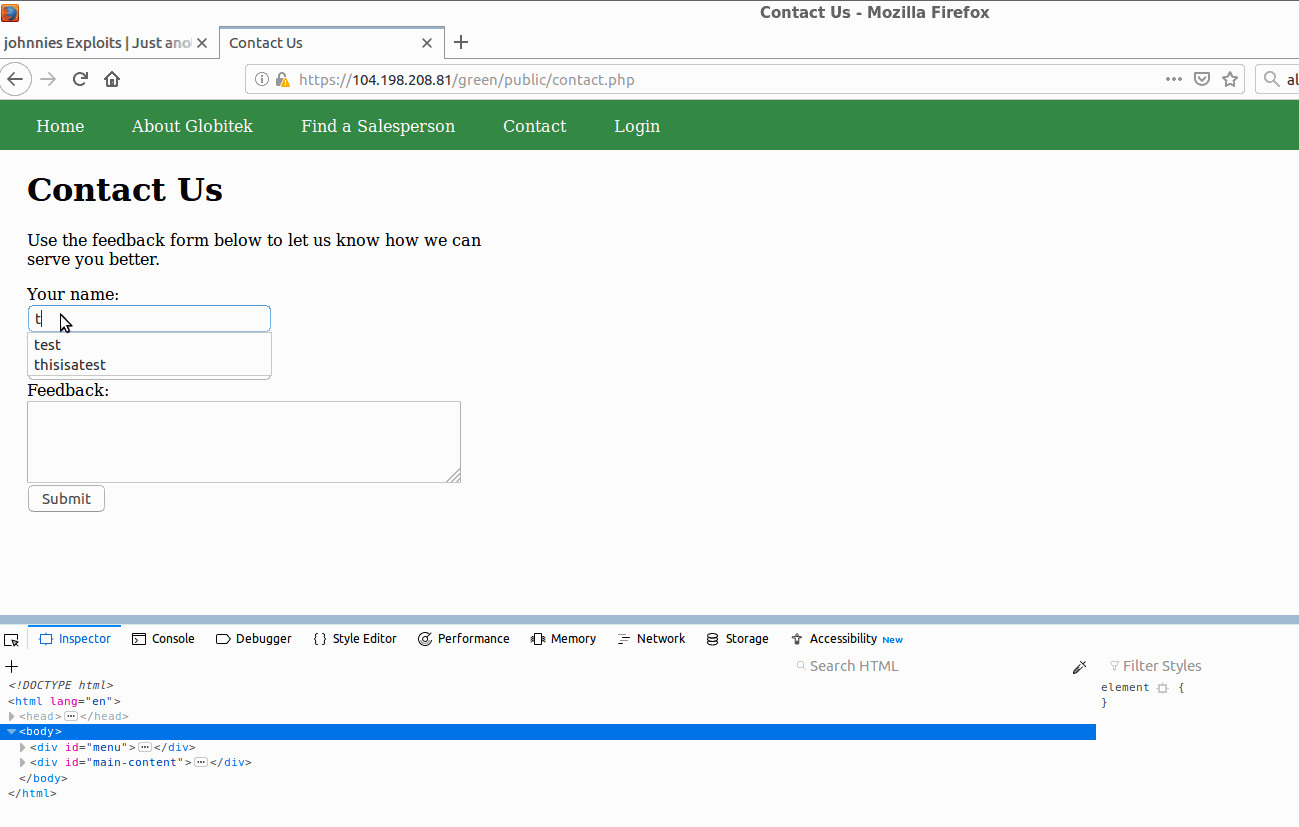 Contact Us - Mozilla Firefox
johnnies Exploits | Just ano
Contact Us
https://104.198.208.81/green/public/contact.php
al
Home About Globitek Find a Salesperson Contact Login
Contact Us
Use the feedback form below to let us know how we can
serve you better.
Your name:
t
test
thisisatest
Feedback:
Submit
Inspector Console Debugger {} Style Editor Performance Memory Network Storage Accessibility New
+ Search HTML Filter Styles
<!DOCTYPE html>
<html lang="en">
<head>…</head>
<body>
<div id="menu">…</div>
<div id="main-content">…</div>
</body>
</html>
element {
}